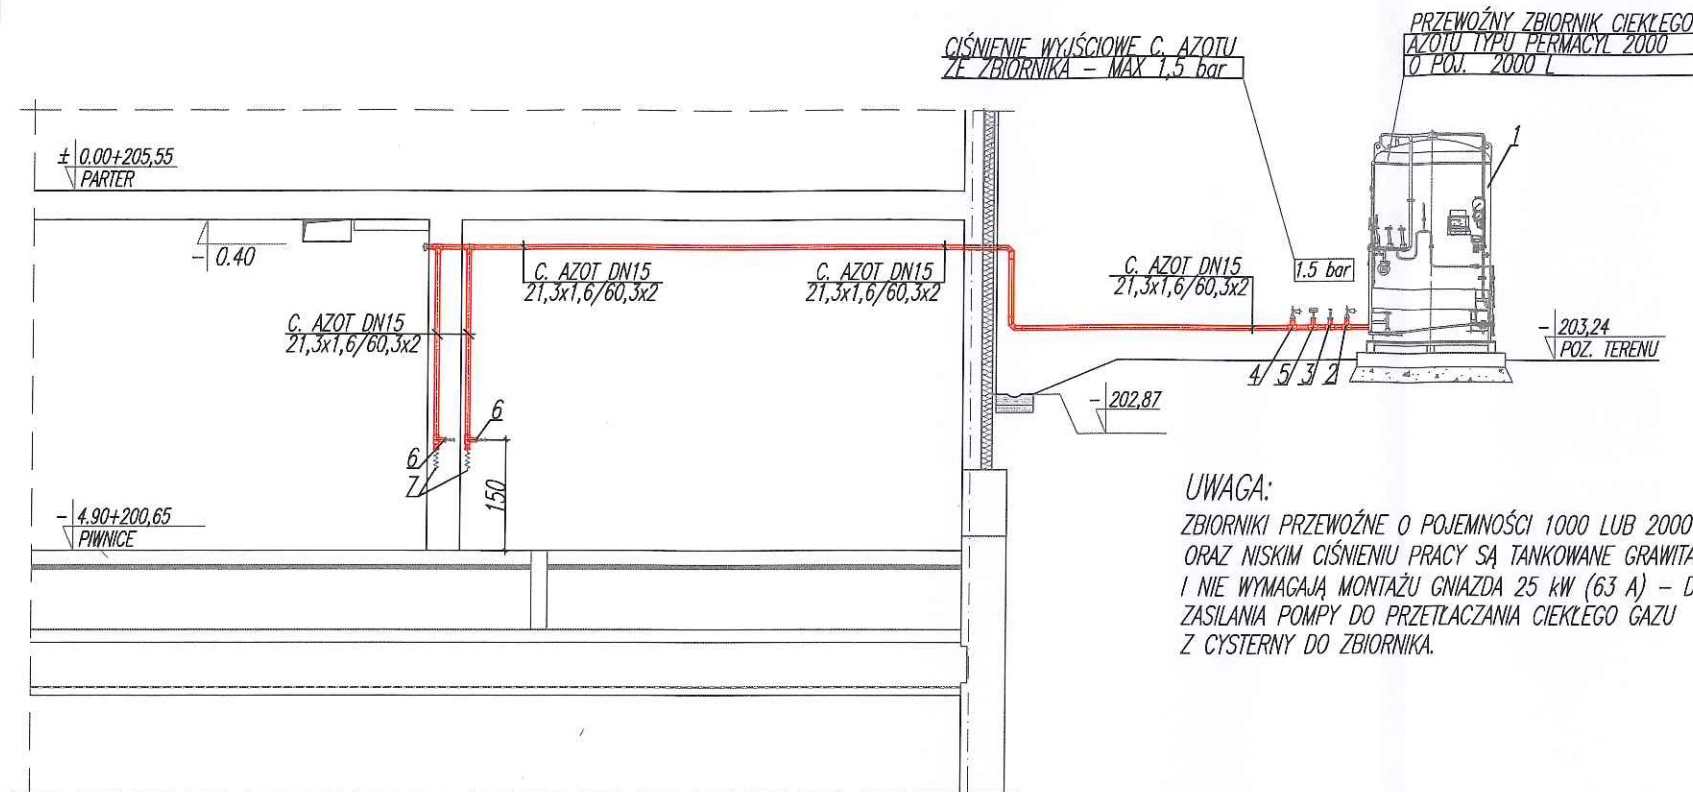 CIŚNIENIE WYJŚCIOWE C. AZOTU
ZE ZBIORNIKA – MAX 1,5 bar
PRZEWOŹNY ZBIORNIK CIEKŁEGO
AZOTU TYPU PERMACYL 2000
O POJ. 2000 L
1
± 0.00+205,55
PARTER
- 0.40
C. AZOT DN15
21,3x1,6/60,3x2
C. AZOT DN15
21,3x1,6/60,3x2
C. AZOT DN15
21,3x1,6/60,3x2
1.5 bar
C. AZOT DN15
21,3x1,6/60,3x2
- 203,24
POZ. TERENU
4 5 3 2
- 202,87
6
6
7
150
- 4.90+200,65
PIWNICE
UWAGA:
ZBIORNIKI PRZEWOŹNE O POJEMNOŚCI 1000 LUB 2000
ORAZ NISKIM CIŚNIENIU PRACY SĄ TANKOWANE GRAWITA
I NIE WYMAGAJĄ MONTAŻU GNIAZDA 25 kW (63 A) – D
ZASILANIA POMPY DO PRZETŁACZANIA CIEKŁEGO GAZU
Z CYSTERNY DO ZBIORNIKA.